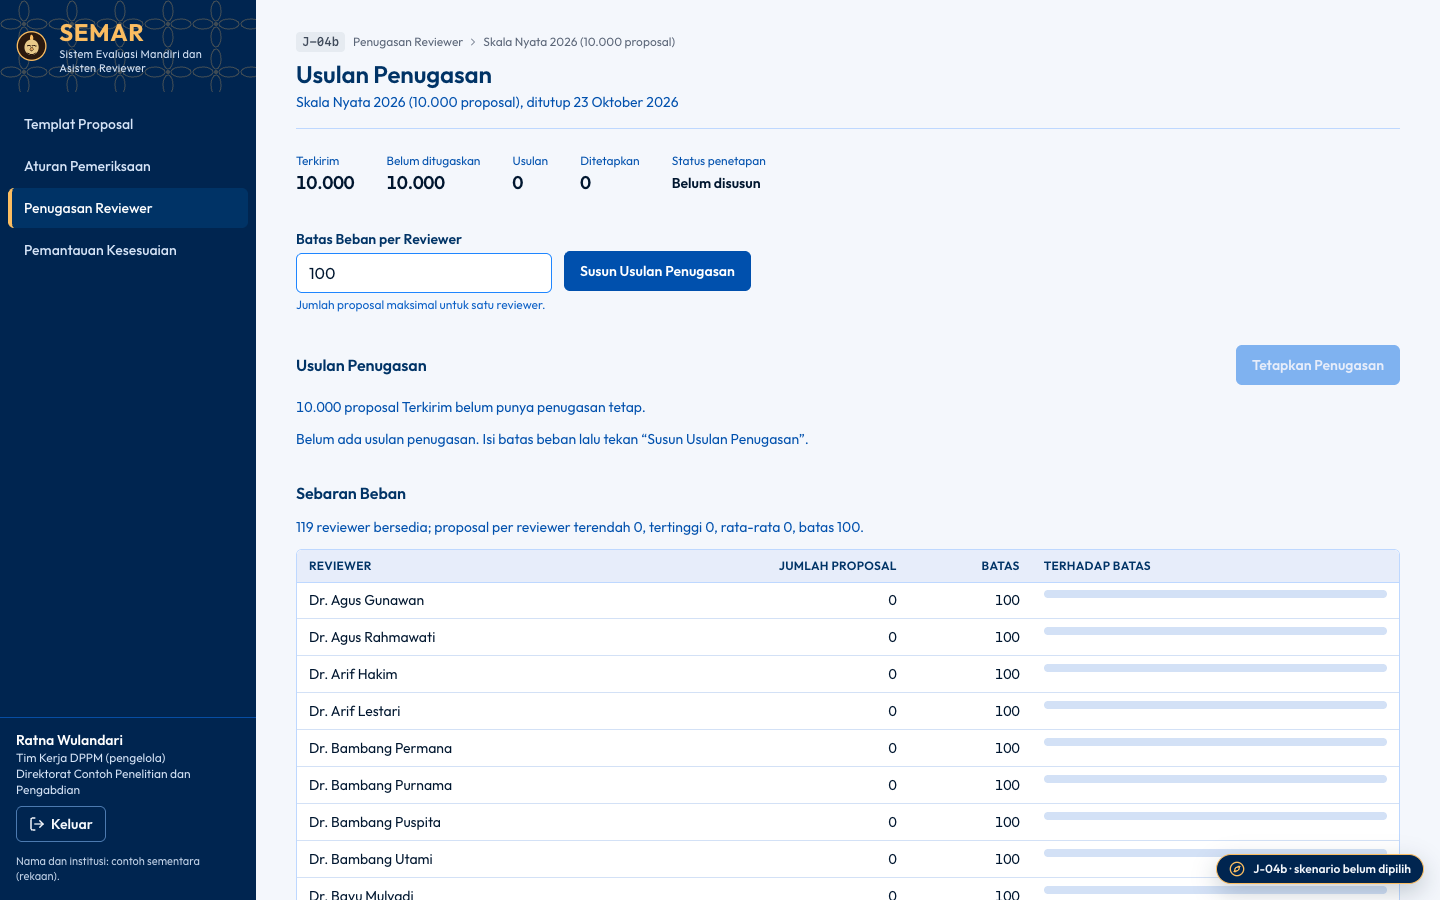 SEMAR
Sistem Evaluasi Mandiri dan
Asisten Reviewer
Templat Proposal
Aturan Pemeriksaan
Penugasan Reviewer
Pemantauan Kesesuaian
Ratna Wulandari
Tim Kerja DPPM (pengelola)
Direktorat Contoh Penelitian dan
Pengabdian
Keluar
Nama dan institusi: contoh sementara
(rekaan).
J-04b Penugasan Reviewer > Skala Nyata 2026 (10.000 proposal)
Usulan Penugasan
Skala Nyata 2026 (10.000 proposal), ditutup 23 Oktober 2026
Terkirim Belum ditugaskan Usulan Ditetapkan Status penetapan
10.000 10.000 0 0 Belum disusun
Batas Beban per Reviewer
100 Susun Usulan Penugasan
Jumlah proposal maksimal untuk satu reviewer.
Usulan Penugasan Tetapkan Penugasan
10.000 proposal Terkirim belum punya penugasan tetap.
Belum ada usulan penugasan. Isi batas beban lalu tekan “Susun Usulan Penugasan”.
Sebaran Beban
119 reviewer bersedia; proposal per reviewer terendah 0, tertinggi 0, rata-rata 0, batas 100.
REVIEWER JUMLAH PROPOSAL BATAS TERHADAP BATAS
Dr. Agus Gunawan 0 100
Dr. Agus Rahmawati 0 100
Dr. Arif Hakim 0 100
Dr. Arif Lestari 0 100
Dr. Bambang Permana 0 100
Dr. Bambang Purnama 0 100
Dr. Bambang Puspita 0 100
Dr. Bambang Utami 0 100
Dr. Bayu Mulyadi 0 100
J-04b · skenario belum dipilih